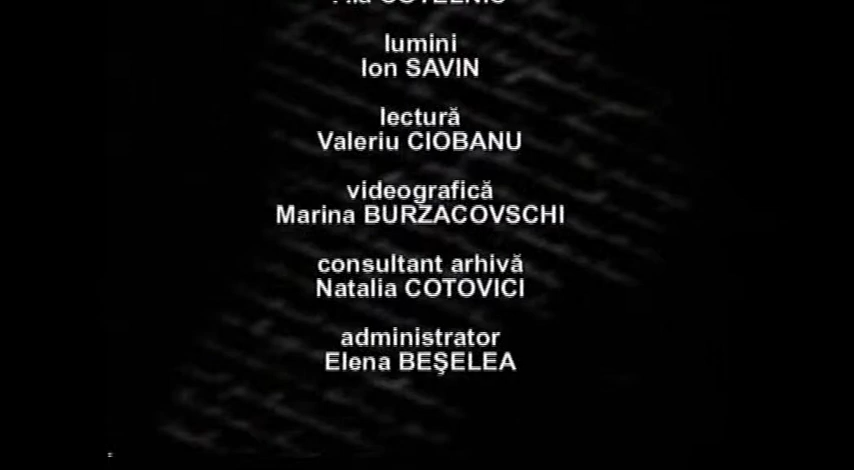 lumini
Ion SAVIN
lectură
Valeriu CIOBANU
videografică
Marina BURZACOVSCHI
consultant arhivă
Natalia COTOVICI
administrator
Elena BEŞELEA